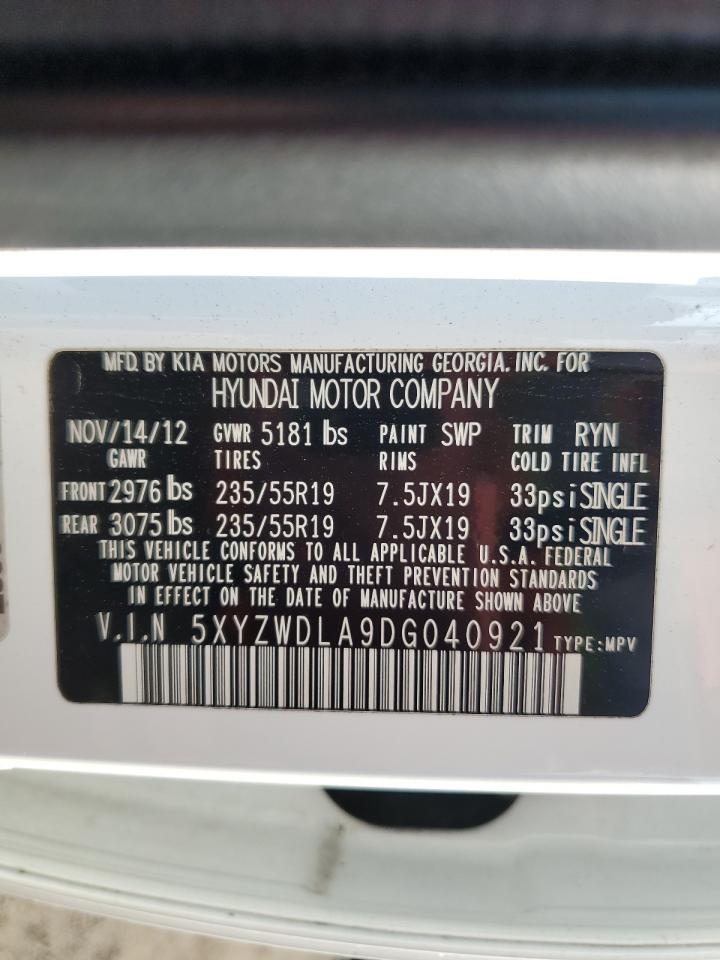 MFD. BY KIA MOTORS MANUFACTURING GEORGIA. INC. FOR
HYUNDAI MOTOR COMPANY
NOV/14/12 GVWR 5181 lbs PAINT SWP TRIM RYN
GAWR TIRES RIMS COLD TIRE INFL
FRONT 2976 lbs 235/55R19 7.5JX19 33psi SINGLE
REAR 3075 lbs 235/55R19 7.5JX19 33psi SINGLE
THIS VEHICLE CONFORMS TO ALL APPLICABLE U.S.A. FEDERAL
MOTOR VEHICLE SAFETY AND THEFT PREVENTION STANDARDS
IN EFFECT ON THE DATE OF MANUFACTURE SHOWN ABOVE
V.I.N 5XYZWDLA9DG040921 TYPE:MPV